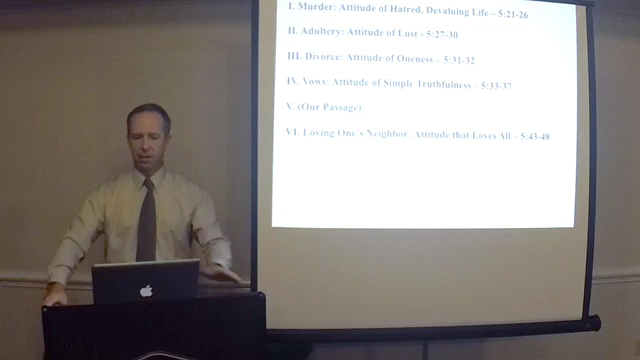 I. Murder: Attitude of Hatred, Devaluing Life – 5:21-26
II. Adultery: Attitude of Lust - 5:27-30
III. Divorce: Attitude of Oneness – 5:31-32
IV. Vows: Attitude of Simple Truthfulness – 5:33-37
V. (Our Passage)
VI. Loving One's Neighbor: Attitude that Loves All – 5:43-48